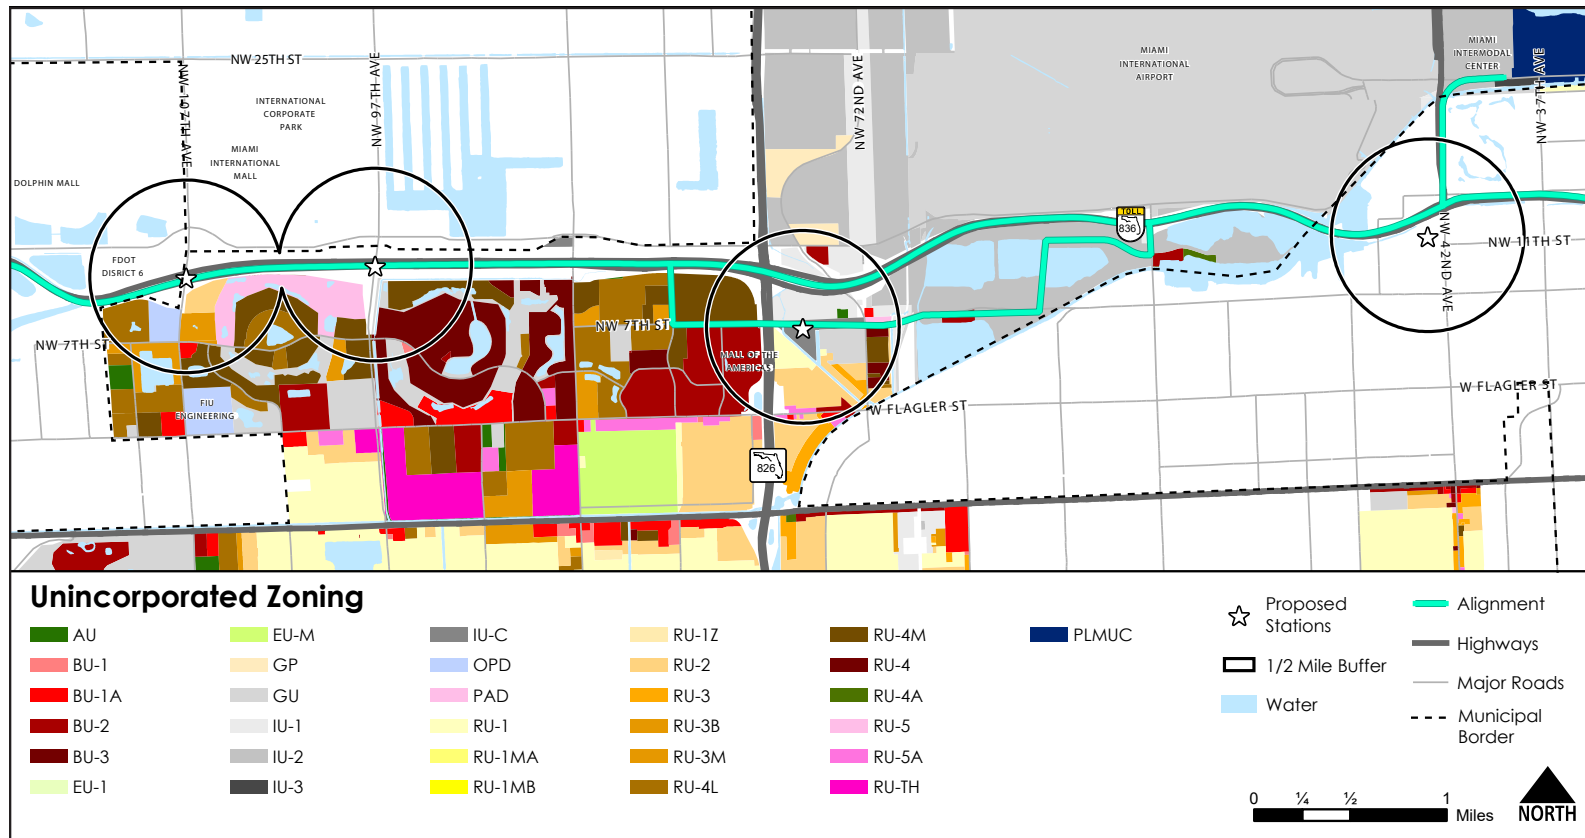 NW 25TH ST
NW 107TH AVE
NW 97TH AVE
INTERNATIONAL
CORPORATE
PARK
MIAMI
INTERNATIONAL
MALL
DOLPHIN MALL
FDOT
DISRICT 6
NW 7TH ST
FIU
ENGINEERING
NW 7TH ST
MALL OF THE
AMERICAS
NW 72ND AVE
MIAMI
INTERNATIONAL
AIRPORT
MIAMI
INTERMODAL
CENTER
NW 37TH AVE
TOLL
836
NW 11TH ST
NW 42ND AVE
W FLAGLER ST
W FLAGLER ST
826
Unincorporated Zoning
AU
BU-1
BU-1A
BU-2
BU-3
EU-1
EU-M
GP
GU
IU-1
IU-2
IU-3
IU-C
OPD
PAD
RU-1
RU-1MA
RU-1MB
RU-1Z
RU-2
RU-3
RU-3B
RU-3M
RU-4L
RU-4M
RU-4
RU-4A
RU-5
RU-5A
RU-TH
PLMUC
Proposed
Stations
1/2 Mile Buffer
Water
Alignment
Highways
Major Roads
Municipal
Border
0 ¼ ½ 1
Miles
NORTH